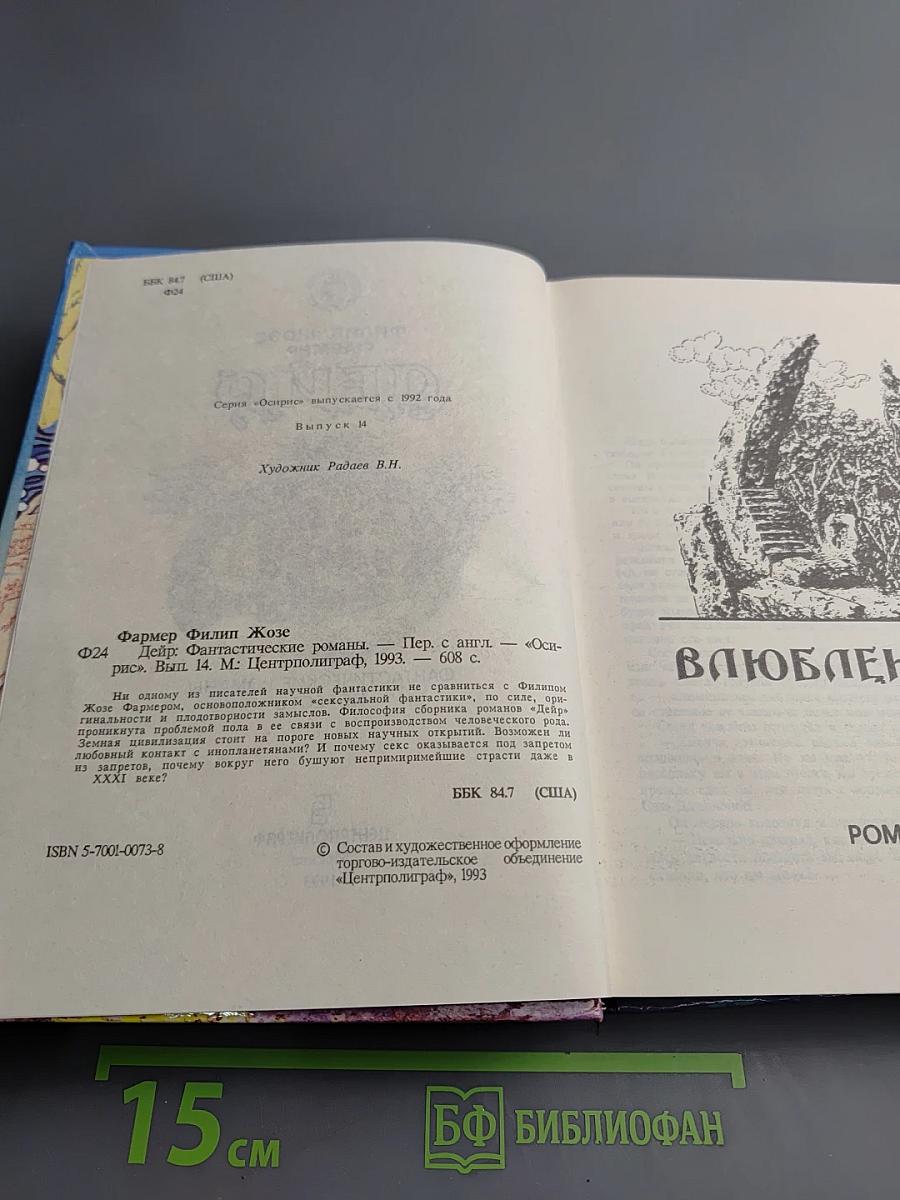 ББК 84.7 (США)
Ф24
Серия «Осирис» выпускается с 1992 года
Выпуск 14
Художник Радаев В.Н.
Фармер Филип Жозе
Ф24 Дейр: Фантастические романы. — Пер. с англ. — «Оси-
рис». Вып. 14. М.: Центрполиграф, 1993. — 608 с.
Ни одному из писателей научной фантастики не сравниться с Филипом
Жозе Фармером, основоположником «сексуальной фантастики», по силе, ори-
гинальности и плодотворности замыслов. Философия сборника романов «Дейр»
проникнута проблемой пола в ее связи с воспроизводством человеческого рода.
Земная цивилизация стоит на пороге новых научных открытий. Возможен ли
любовный контакт с инопланетянами? И почему секс оказывается под запретом
из запретов, почему вокруг него бушуют непримиримейшие страсти даже в
XXXI веке?
ББК 84.7 (США)
ISBN 5-7001-0073-8
© Состав и художественное оформление
торгово-издательское объединение
«Центрполиграф», 1993
ВЛЮБЛЕН
РОМ
15 см
БФ БИБЛИОФАН